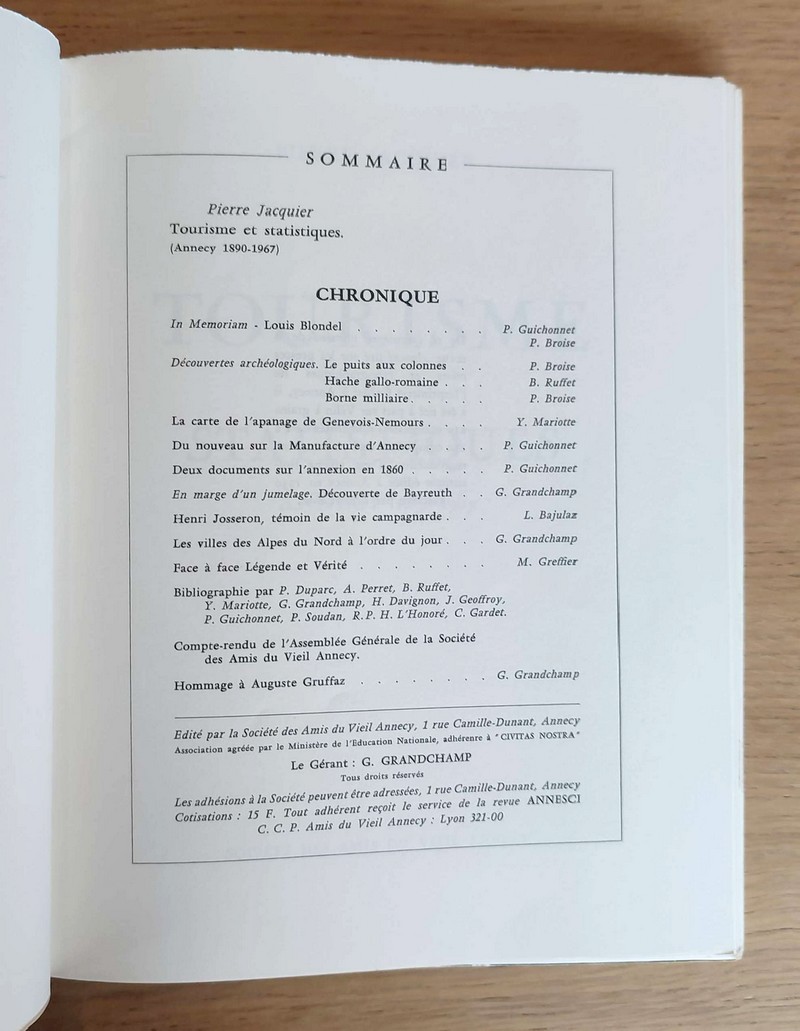 SOMMAIRE
Pierre Jacquier
Tourisme et statistiques.
(Annecy 1890-1967)
CHRONIQUE
In Memoriam - Louis Blondel . . . . . . . . P. Guichonnet
P. Broise
Découvertes archéologiques. Le puits aux colonnes . . P. Broise
Hache gallo-romaine . . . B. Ruffet
Borne milliaire . . . . . P. Broise
La carte de l'apanage de Genevois-Nemours . . . . Y. Mariotte
Du nouveau sur la Manufacture d'Annecy . . . . P. Guichonnet
Deux documents sur l'annexion en 1860 . . . . . P. Guichonnet
En marge d'un jumelage. Découverte de Bayreuth . . G. Grandchamp
Henri Josseron, témoin de la vie campagnarde . . . L. Bajulaz
Les villes des Alpes du Nord à l'ordre du jour . . . G. Grandchamp
Face à face Légende et Vérité . . . . . . . . M. Greffier
Bibliographie par P. Duparc, A. Perret, B. Ruffet,
Y. Mariotte, G. Grandchamp, H. Davignon, J. Geoffroy,
P. Guichonnet, P. Soudan, R.P. H. L'Honoré, C. Gardet.
Compte-rendu de l'Assemblée Générale de la Société
des Amis du Vieil Annecy.
Hommage à Auguste Gruffaz . . . . . . . . G. Grandchamp
Edité par la Société des Amis du Vieil Annecy, 1 rue Camille-Dunant, Annecy
Association agréée par le Ministère de l'Education Nationale, adhérente à "CIVITAS NOSTRA"
Le Gérant : G. GRANDCHAMP
Tous droits réservés
Les adhésions à la Société peuvent être adressées, 1 rue Camille-Dunant, Annecy
Cotisations : 15 F. Tout adhérent reçoit le service de la revue ANNESCI
C. C. P. Amis du Vieil Annecy : Lyon 321-00